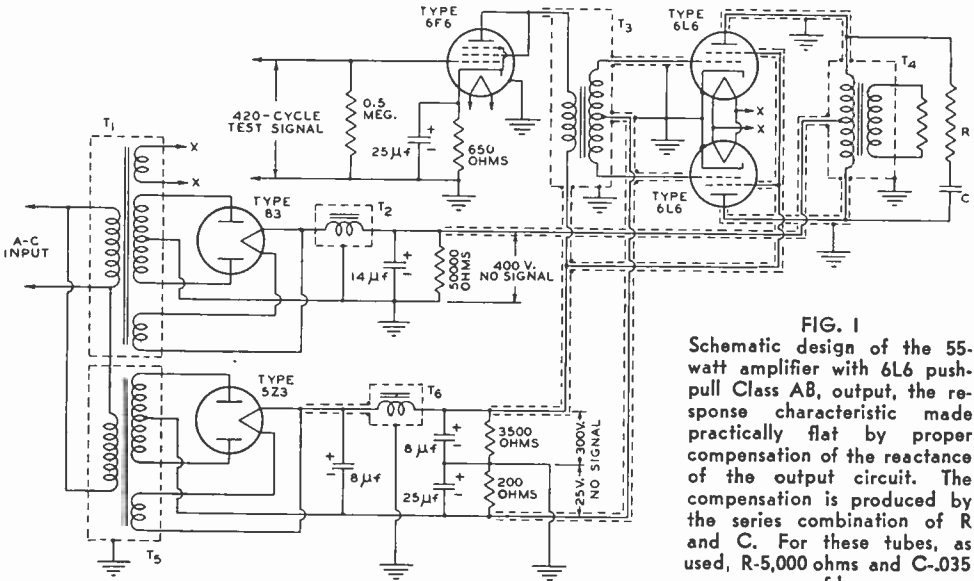 TYPE
6F6
TYPE
6L6
T3
T4
420-CYCLE
TEST SIGNAL
0.5
MEG.
25μf
+
-
650
OHMS
X
X
R
C
TYPE
6L6
T1
X
X
TYPE
83
T2
A-C
INPUT
14μf
+
-
50000
OHMS
400 V.
NO SIGNAL
TYPE
5Z3
T6
8μf
+
-
8μf
+
-
25μf
+
-
3500
OHMS
200
OHMS
300V.
NO SIGNAL
25V.
NO SIGNAL
T5
FIG. I
Schematic design of the 55-
watt amplifier with 6L6 push-
pull Class AB, output, the re-
sponse characteristic made
practically flat by proper
compensation of the reactance
of the output circuit. The
compensation is produced by
the series combination of R
and C. For these tubes, as
used, R-5,000 ohms and C-.035